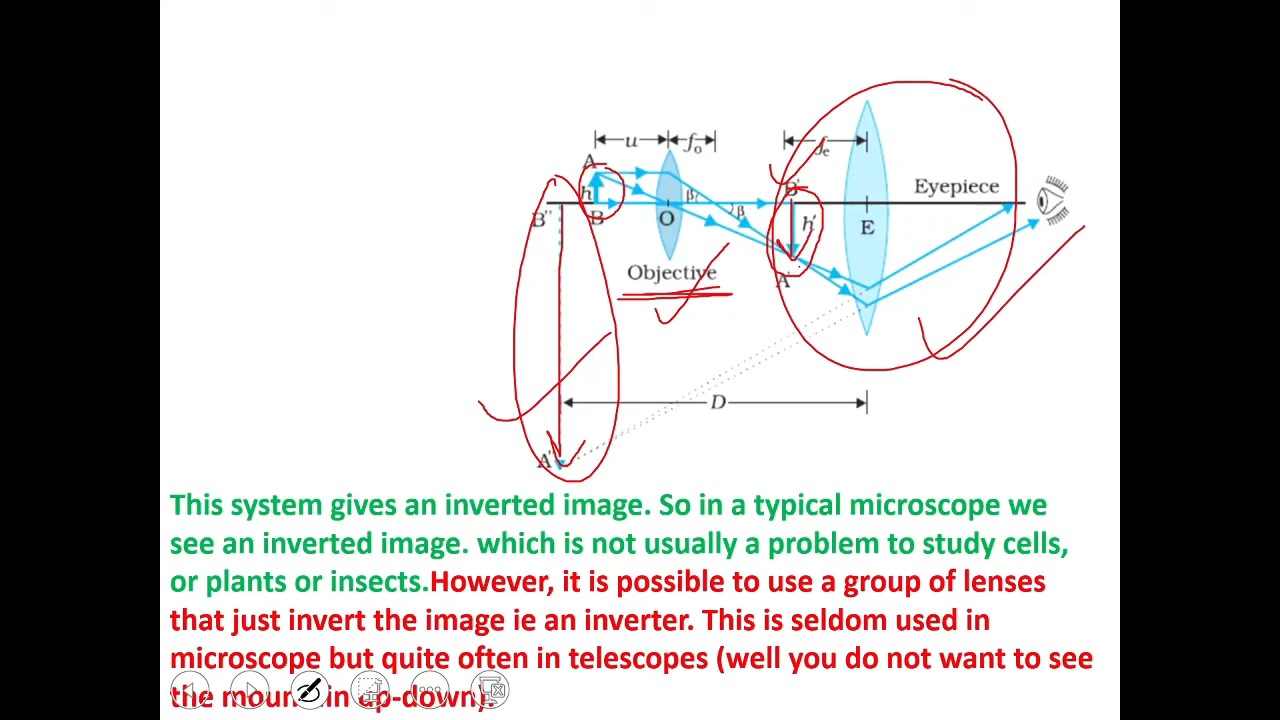 u
fo
fe
A
h
B
B''
O
β
β
B'
h'
A'
E
Eyepiece
Objective
D
A''
This system gives an inverted image. So in a typical microscope we
see an inverted image. which is not usually a problem to study cells,
or plants or insects.However, it is possible to use a group of lenses
that just invert the image ie an inverter. This is seldom used in
microscope but quite often in telescopes (well you do not want to see
the in up-down).